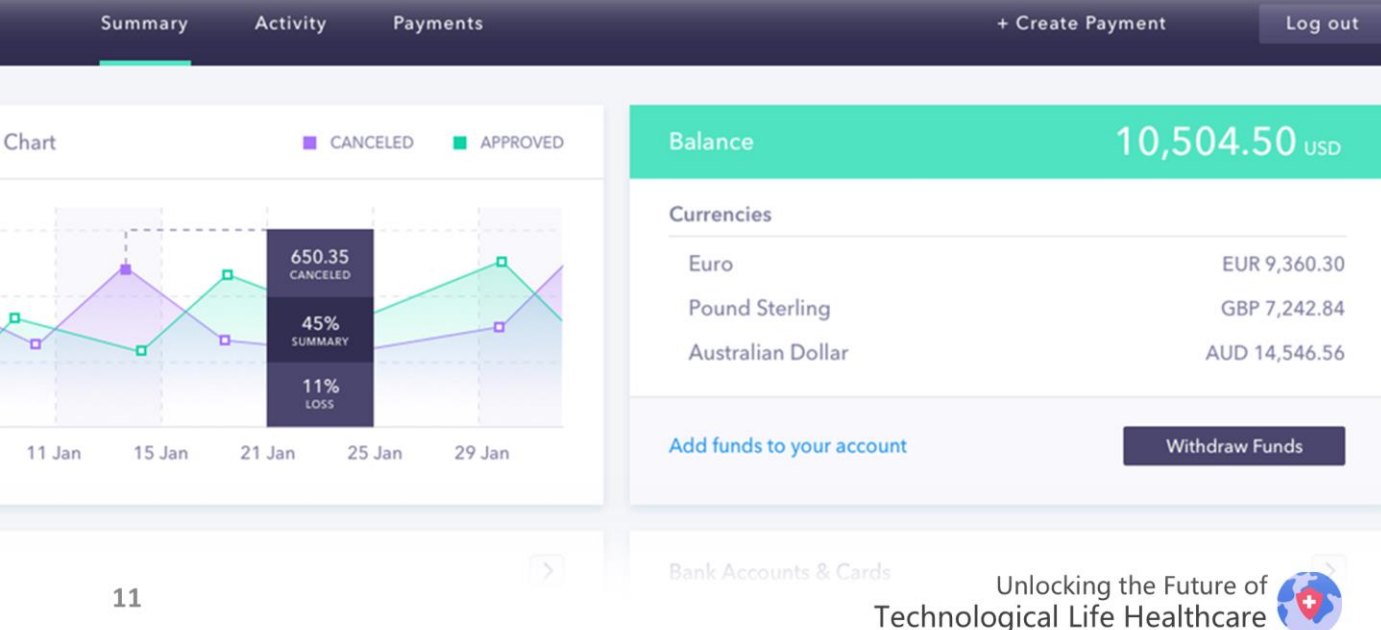 Summary Activity Payments + Create Payment Log out
Chart CANCELED APPROVED
650.35
CANCELED
45%
SUMMARY
11%
LOSS
11 Jan 15 Jan 21 Jan 25 Jan 29 Jan
Balance 10,504.50 USD
Currencies
Euro EUR 9,360.30
Pound Sterling GBP 7,242.84
Australian Dollar AUD 14,546.56
Add funds to your account Withdraw Funds
Bank Accounts & Cards
11
Unlocking the Future of
Technological Life Healthcare